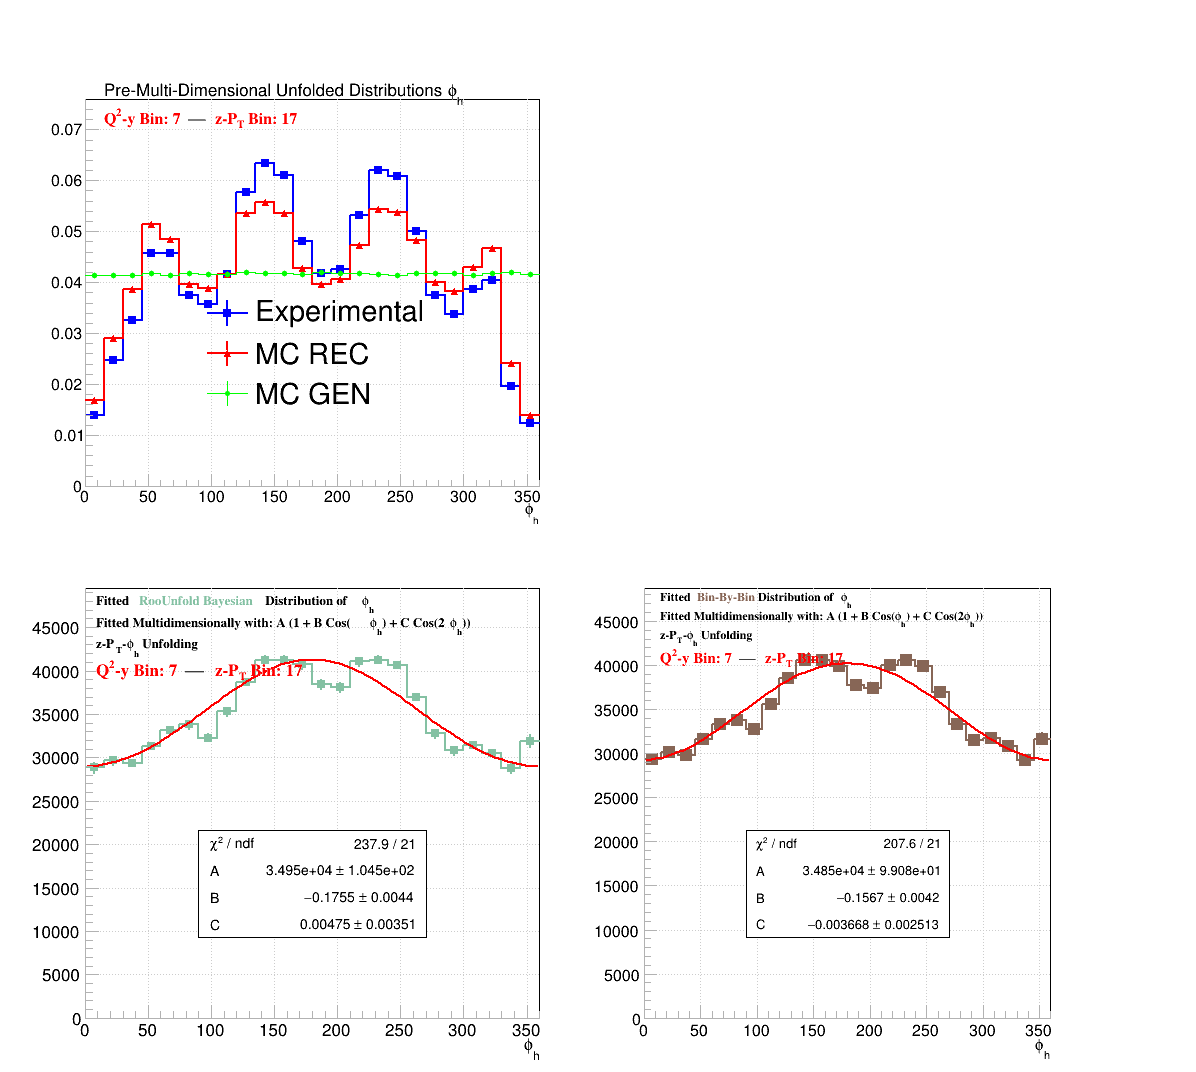 Pre-Multi-Dimensional Unfolded Distributions ϕh
Q²-y Bin: 7 — z-PT Bin: 17
0.07
0.06
0.05
0.04
0.03
0.02
0.01
0
Experimental
MC REC
MC GEN
0 50 100 150 200 250 300 350
ϕh
Fitted RooUnfold Bayesian Distribution of ϕh
Fitted Multidimensionally with: A (1 + B Cos( ϕh) + C Cos(2 ϕh))
z-PT-ϕh Unfolding
Q²-y Bin: 7 — z-PT Bin: 17
45000
40000
35000
30000
25000
20000
15000
10000
5000
0
χ² / ndf 237.9 / 21
A 3.495e+04 ± 1.045e+02
B −0.1755 ± 0.0044
C 0.00475 ± 0.00351
0 50 100 150 200 250 300 350
ϕh
Fitted Bin-By-Bin Distribution of ϕh
Fitted Multidimensionally with: A (1 + B Cos(ϕh) + C Cos(2ϕh))
z-PT-ϕh Unfolding
Q²-y Bin: 7 — z-PT Bin: 17
45000
40000
35000
30000
25000
20000
15000
10000
5000
0
χ² / ndf 207.6 / 21
A 3.485e+04 ± 9.908e+01
B −0.1567 ± 0.0042
C −0.003668 ± 0.002513
0 50 100 150 200 250 300 350
ϕh